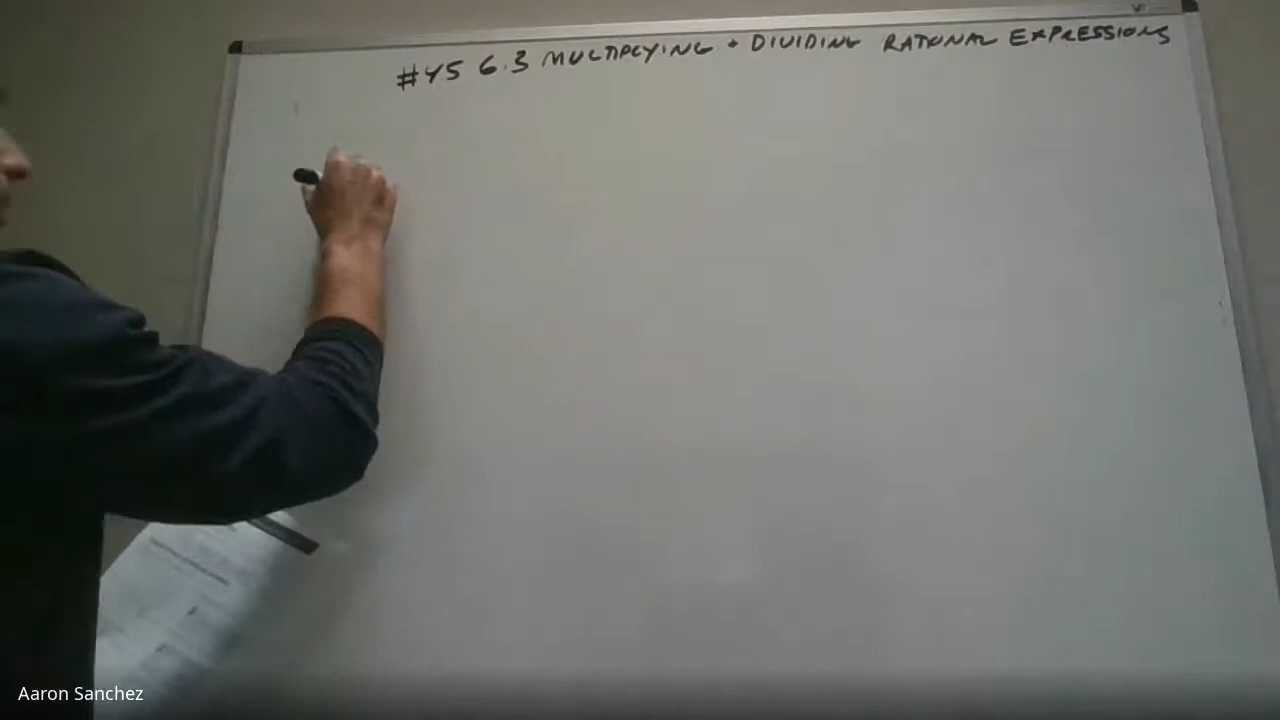 #45 6.3 MULTIPLYING + DIVIDING RATIONAL EXPRESSIONS
Aaron Sanchez